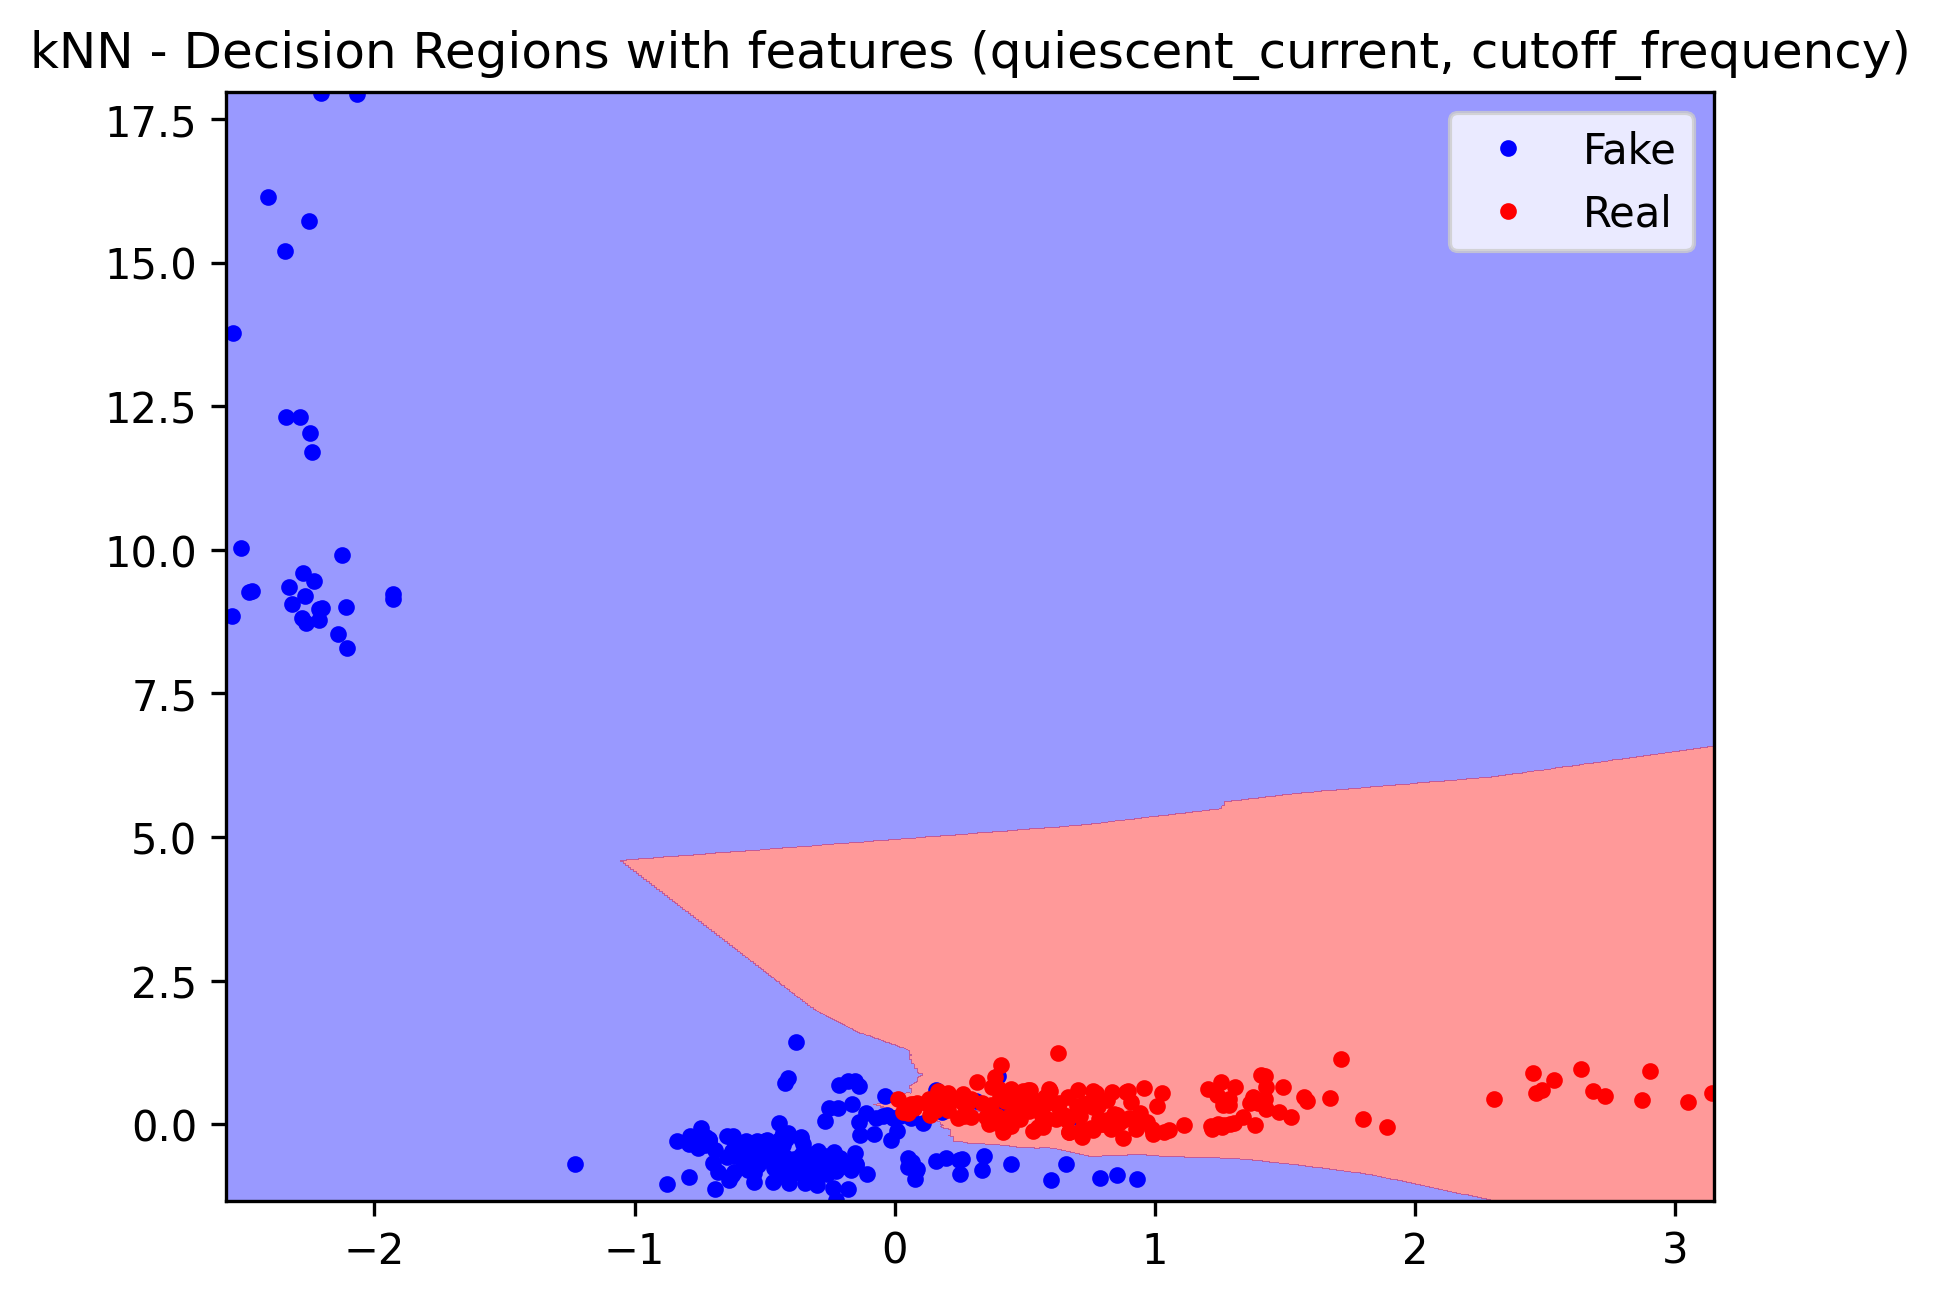 kNN - Decision Regions with features (quiescent_current, cutoff_frequency)
Fake
Real
17.5
15.0
12.5
10.0
7.5
5.0
2.5
0.0
−2 −1 0 1 2 3